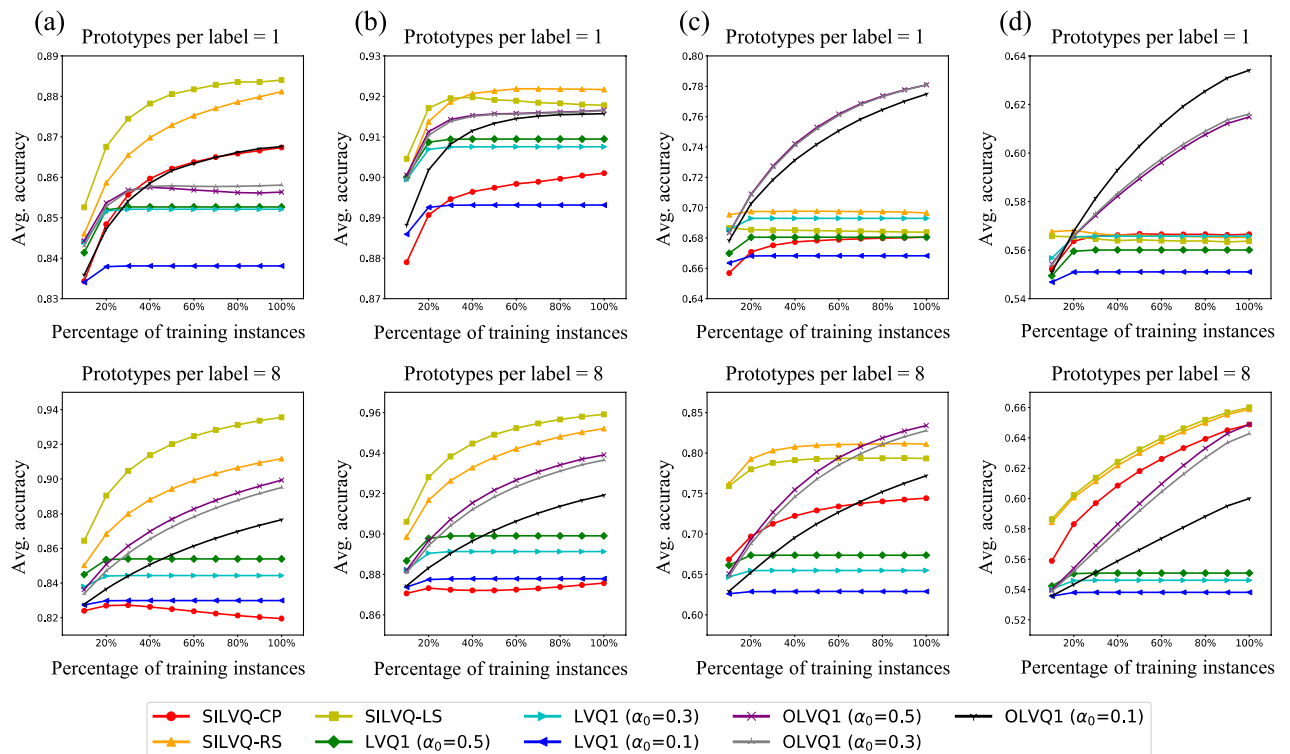 (a) (b) (c) (d)
Prototypes per label = 1 Prototypes per label = 1 Prototypes per label = 1 Prototypes per label = 1
Avg. accuracy
0.89
0.88
0.87
0.86
0.85
0.84
0.83
20% 40% 60% 80% 100%
Percentage of training instances
Avg. accuracy
0.93
0.92
0.91
0.90
0.89
0.88
0.87
20% 40% 60% 80% 100%
Percentage of training instances
Avg. accuracy
0.80
0.78
0.76
0.74
0.72
0.70
0.68
0.66
0.64
20% 40% 60% 80% 100%
Percentage of training instances
Avg. accuracy
0.64
0.62
0.60
0.58
0.56
0.54
20% 40% 60% 80% 100%
Percentage of training instances
Prototypes per label = 8 Prototypes per label = 8 Prototypes per label = 8 Prototypes per label = 8
Avg. accuracy
0.94
0.92
0.90
0.88
0.86
0.84
0.82
20% 40% 60% 80% 100%
Percentage of training instances
Avg. accuracy
0.96
0.94
0.92
0.90
0.88
0.86
20% 40% 60% 80% 100%
Percentage of training instances
Avg. accuracy
0.85
0.80
0.75
0.70
0.65
0.60
20% 40% 60% 80% 100%
Percentage of training instances
Avg. accuracy
0.66
0.64
0.62
0.60
0.58
0.56
0.54
0.52
20% 40% 60% 80% 100%
Percentage of training instances
SILVQ-CP SILVQ-LS LVQ1 (α₀=0.3) OLVQ1 (α₀=0.5) OLVQ1 (α₀=0.1)
SILVQ-RS LVQ1 (α₀=0.5) LVQ1 (α₀=0.1) OLVQ1 (α₀=0.3)